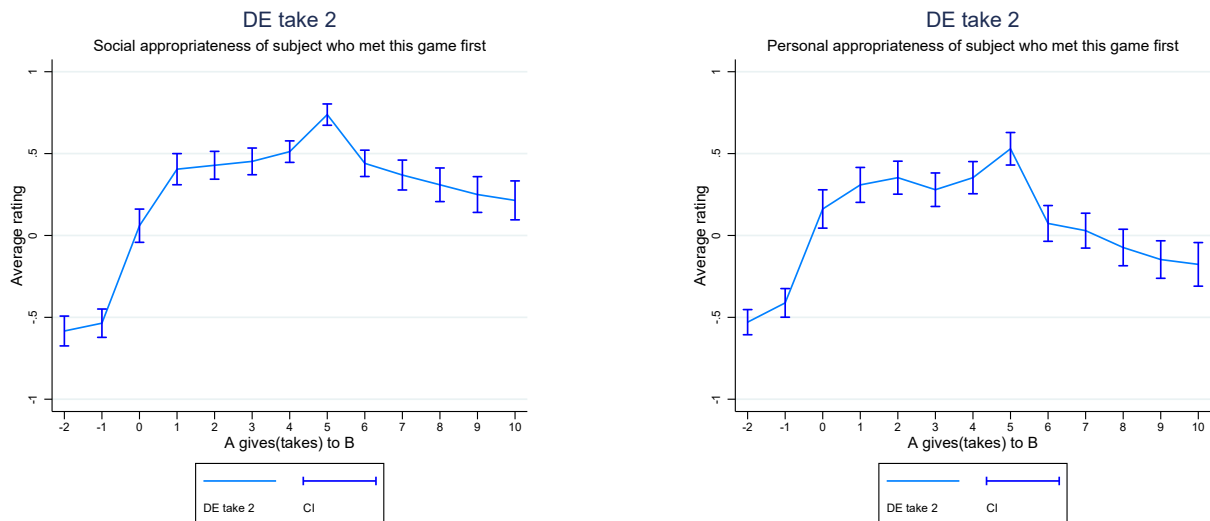 DE take 2
Social appropriateness of subject who met this game first
Average rating
1
.5
0
-.5
-1
-2 -1 0 1 2 3 4 5 6 7 8 9 10
A gives(takes) to B
DE take 2 CI
DE take 2
Personal appropriateness of subject who met this game first
Average rating
1
.5
0
-.5
-1
-2 -1 0 1 2 3 4 5 6 7 8 9 10
A gives(takes) to B
DE take 2 CI